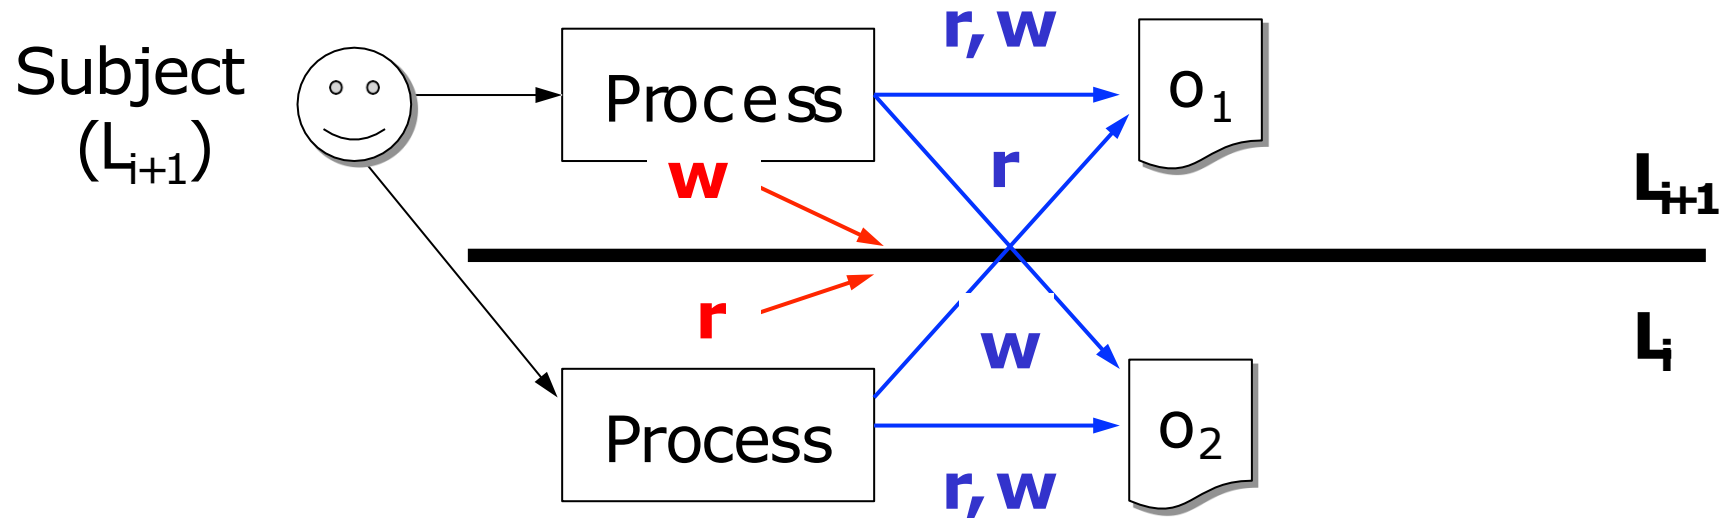 Subject
(Lᵢ₊₁)
Process
r, w
o₁
w
r
Lᵢ₊₁
r
w
Lᵢ
Process
r, w
o₂